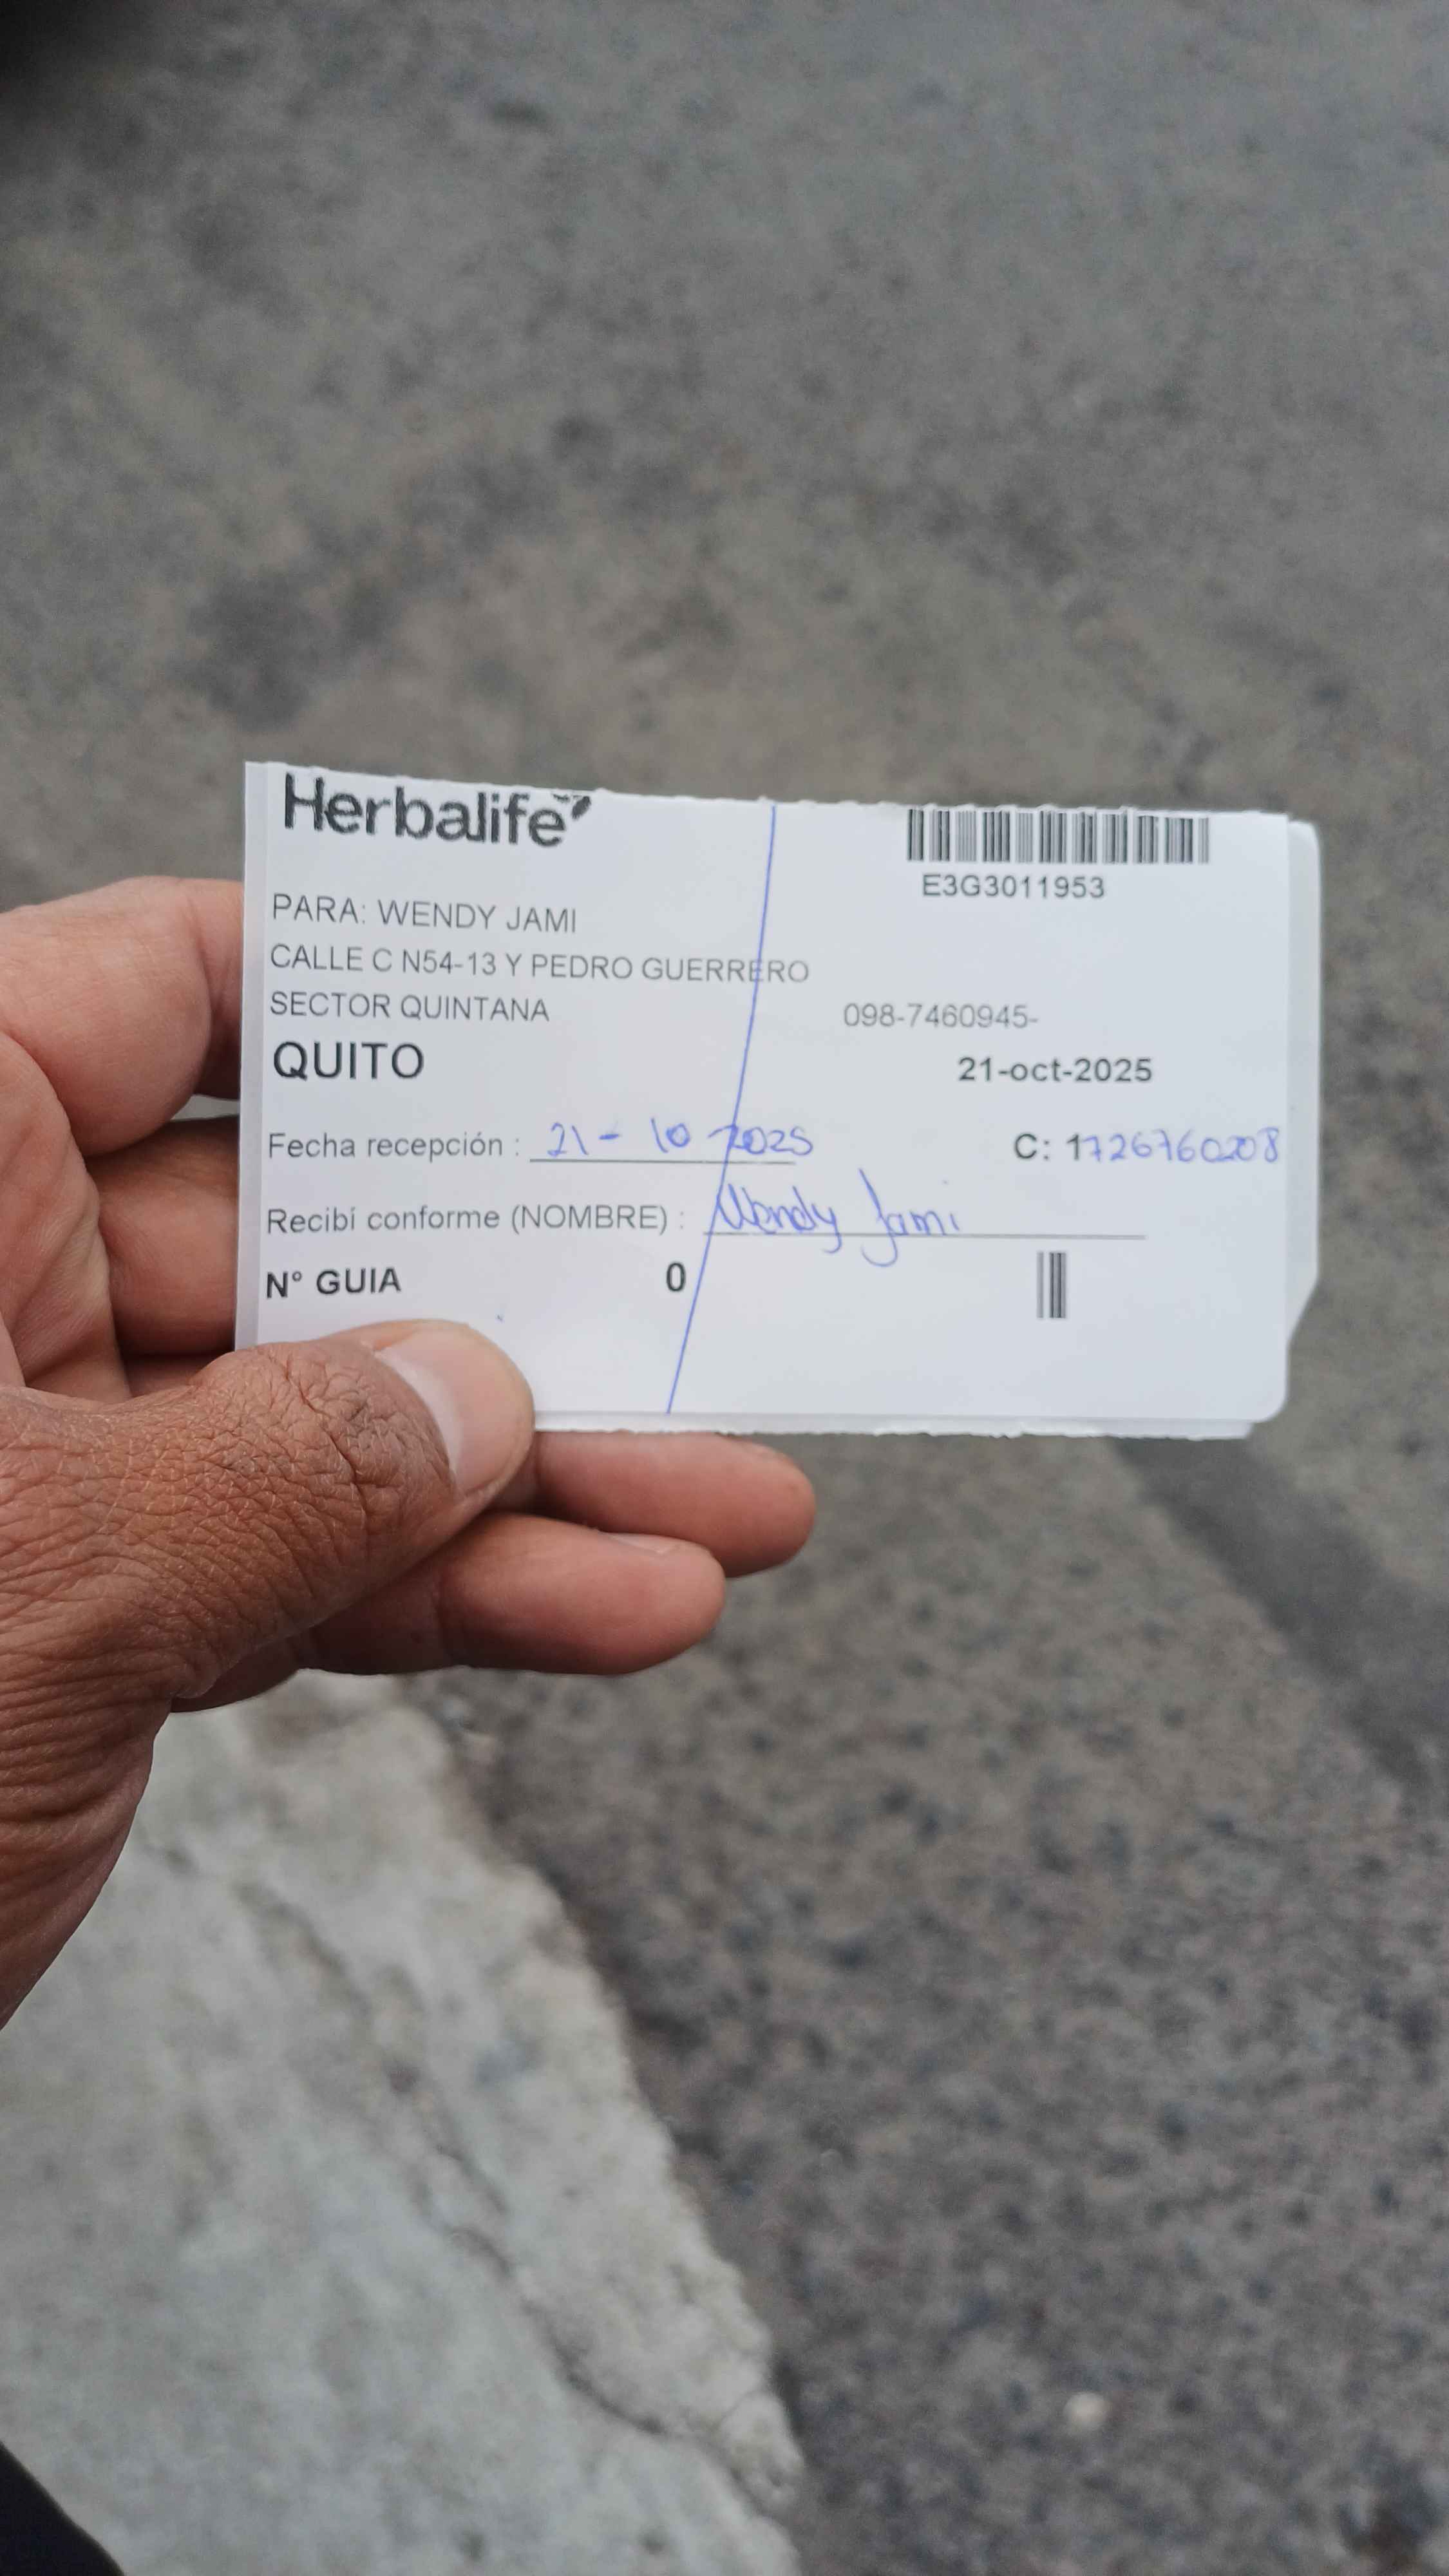 Herbalife
E3G3011953
PARA: WENDY JAMI
CALLE C N54-13 Y PEDRO GUERRERO
SECTOR QUINTANA 098-7460945-
QUITO 21-oct-2025
Fecha recepción : 21 - 10 - 2025 C: 1726760208
Recibí conforme (NOMBRE) : Wendy Jami
N° GUIA 0